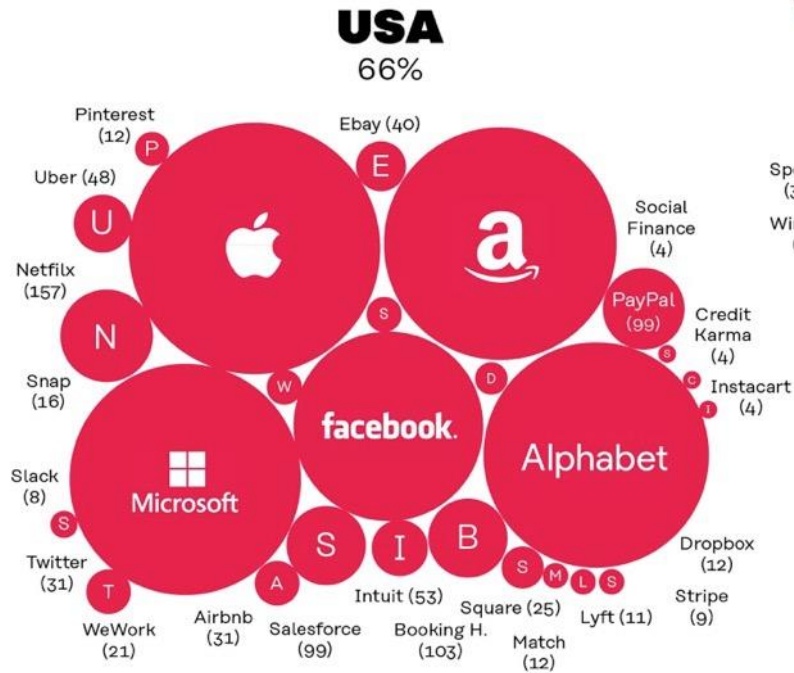 USA
66%
Pinterest
(12)
P
Ebay (40)
E
Uber (48)
U
a
Social
Finance
(4)
Netfilx
(157)
N
PayPal
(99)
S
Credit
Karma
(4)
S
C
Instacart
(4)
I
Snap
(16)
W
D
facebook.
Microsoft
Alphabet
Slack
(8)
S
Twitter
(31)
T
WeWork
(21)
A
Airbnb
(31)
S
Salesforce
(99)
I
Intuit (53)
B
Booking H.
(103)
S
Square (25)
M
Match
(12)
L
Lyft (11)
S
Dropbox
(12)
Stripe
(9)